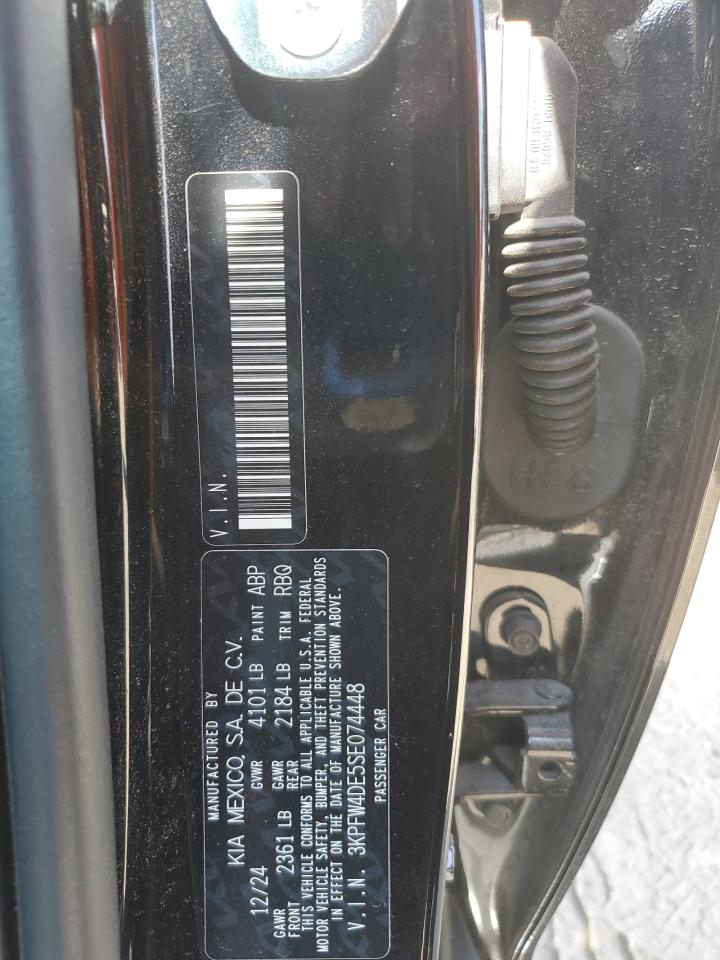 MANUFACTURED BY
KIA MEXICO, S.A. DE C.V.
12/24 GVWR 4101 LB PAINT ABP
GAWR FRONT 2361 LB GAWR REAR 2184 LB TRIM RBQ
THIS VEHICLE CONFORMS TO ALL APPLICABLE U.S.A. FEDERAL
MOTOR VEHICLE SAFETY, BUMPER, AND THEFT PREVENTION STANDARDS
IN EFFECT ON THE DATE OF MANUFACTURE SHOWN ABOVE.
V.I.N. 3KPFW4DE5SE074448
PASSENGER CAR
V.I.N.